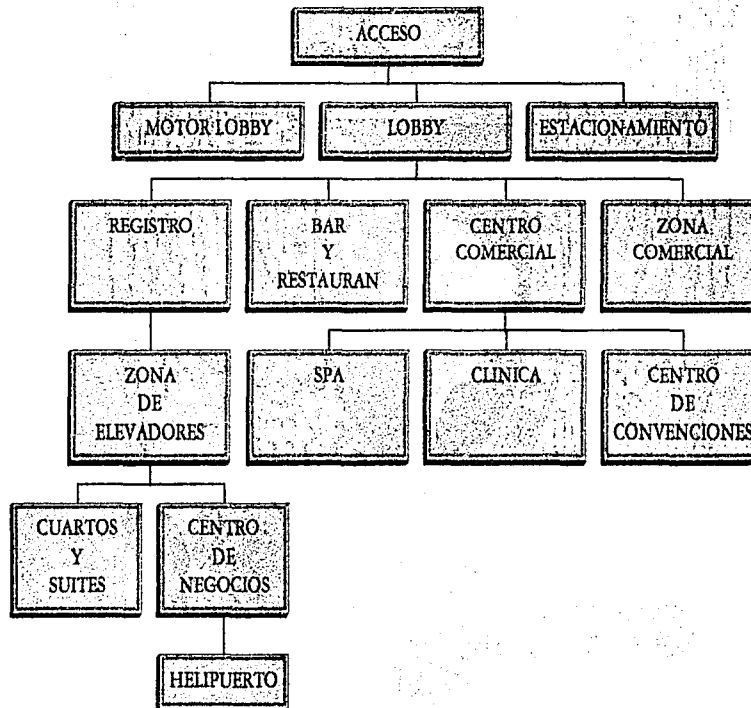 ACCESO
MOTOR LOBBY
LOBBY
ESTACIONAMIENTO
REGISTRO
BAR
Y
RESTAURAN
CENTRO
COMERCIAL
ZONA
COMERCIAL
ZONA
DE
ELEVADORES
SPA
CLINICA
CENTRO
DE
CONVENCIONES
CUARTOS
Y
SUITES
CENTRO
DE
NEGOCIOS
HELIPUERTO